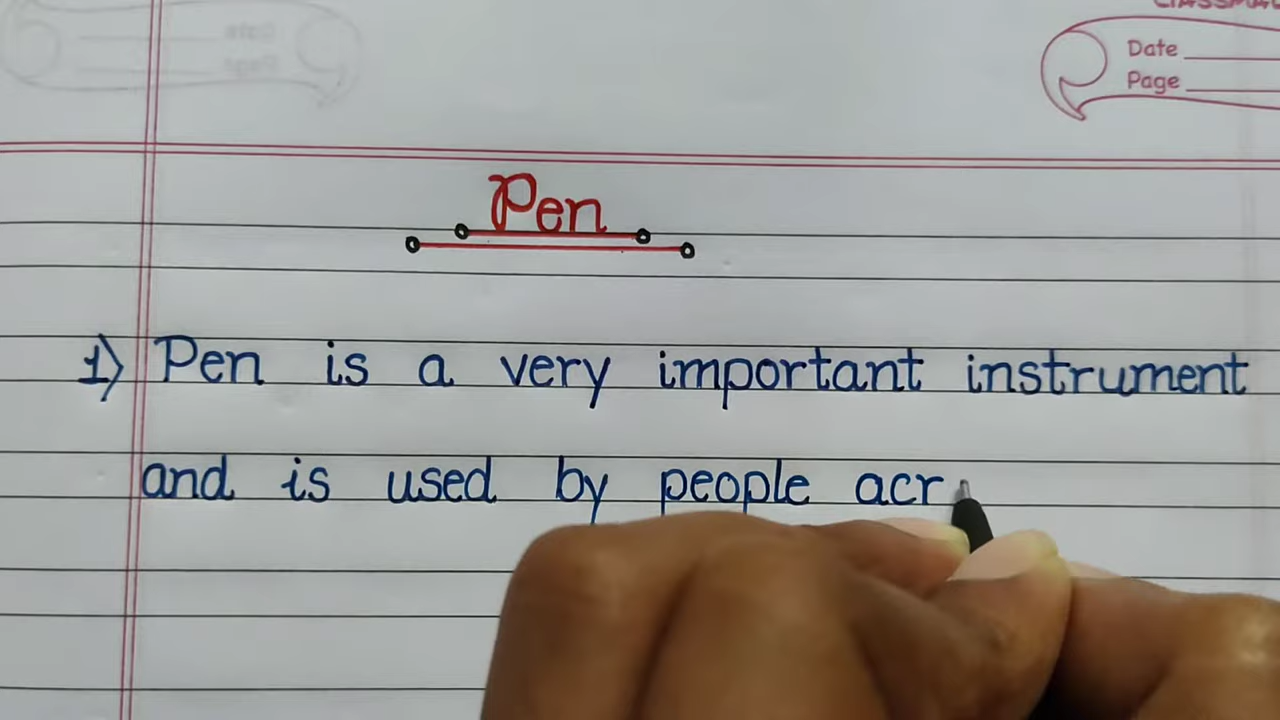 Date
Page
Pen
1) Pen is a very important instrument
and is used by people acr